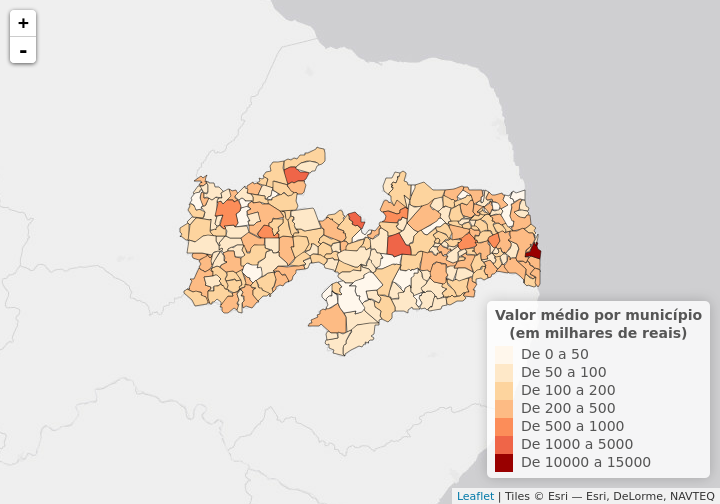 +
-
Valor médio por município
(em milhares de reais)
De 0 a 50
De 50 a 100
De 100 a 200
De 200 a 500
De 500 a 1000
De 1000 a 5000
De 10000 a 15000
Leaflet | Tiles © Esri — Esri, DeLorme, NAVTEQ